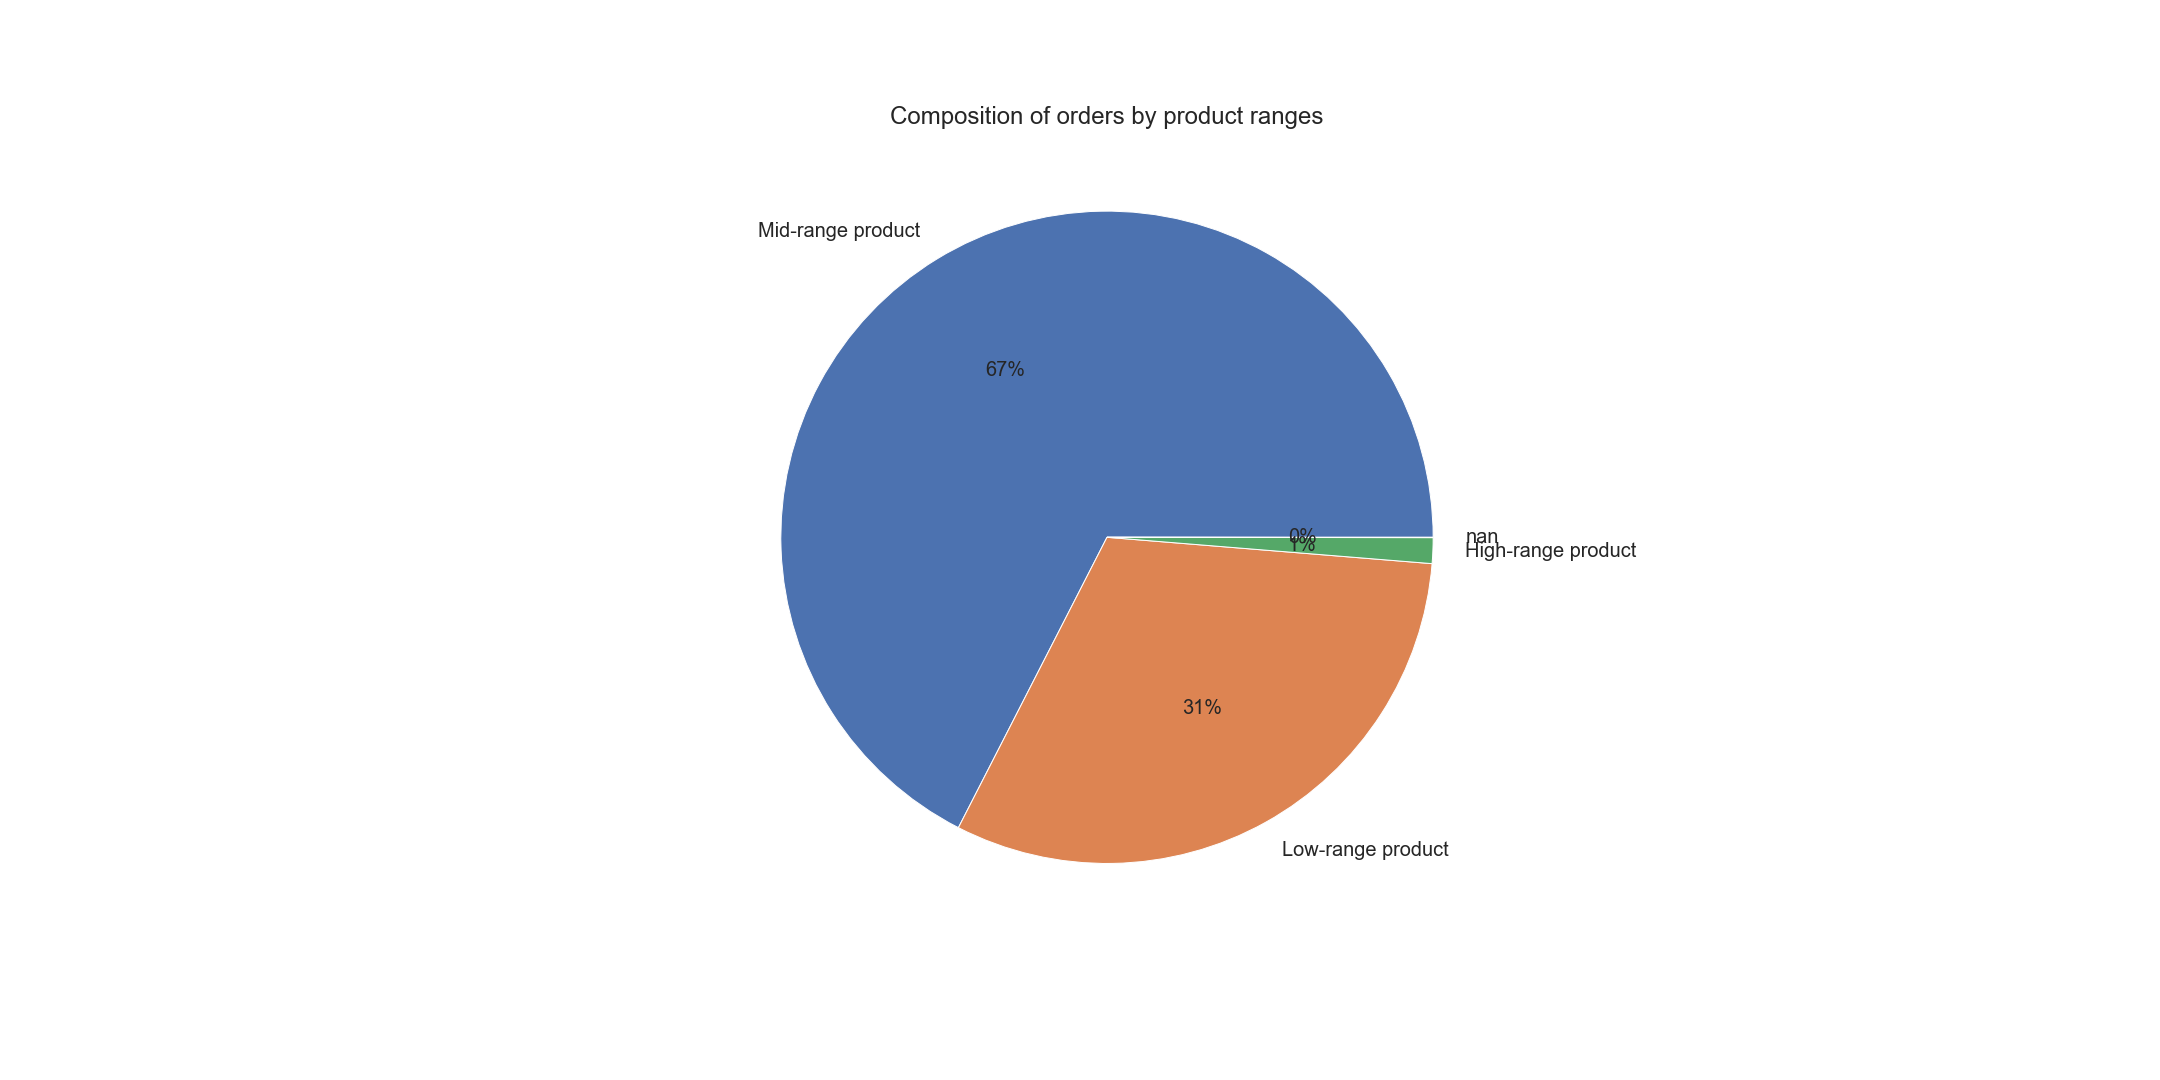 Composition of orders by product ranges
Mid-range product
67%
0%
nan
1%
High-range product
31%
Low-range product